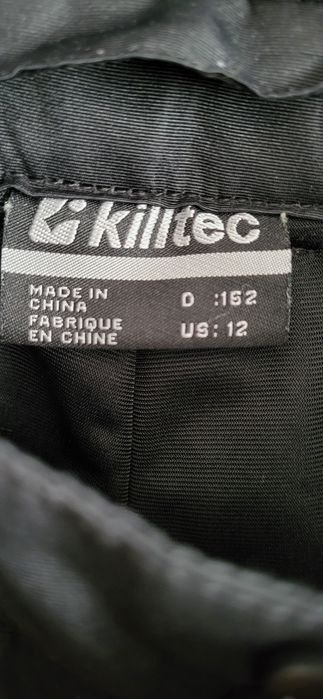 killtec
MADE IN
CHINA
FABRIQUE
EN CHINE
D :152
US: 12